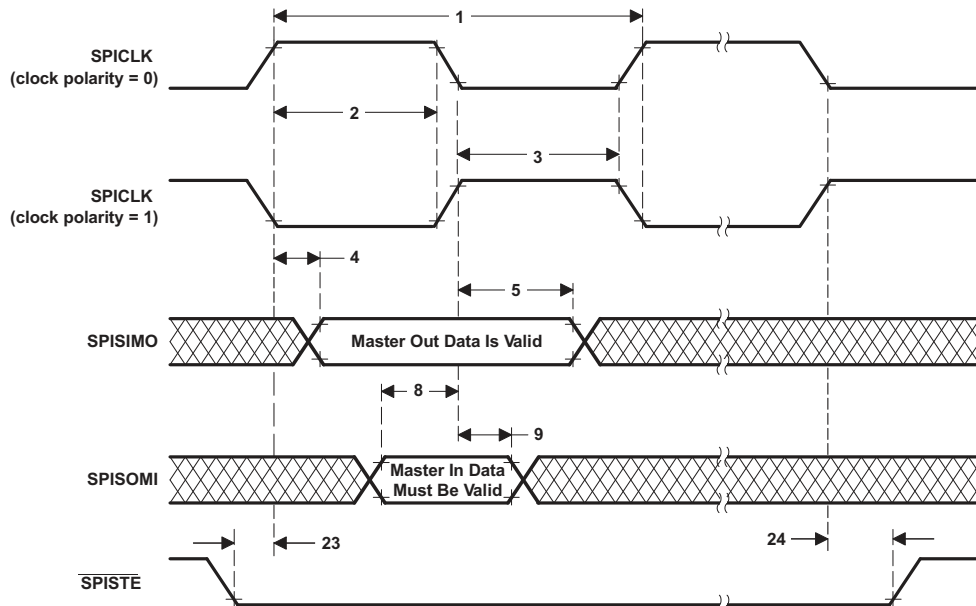 1
SPICLK
(clock polarity = 0)
2
3
SPICLK
(clock polarity = 1)
4
5
SPISIMO
Master Out Data Is Valid
8
9
SPISOMI
Master In Data
Must Be Valid
23
24
SPISTE